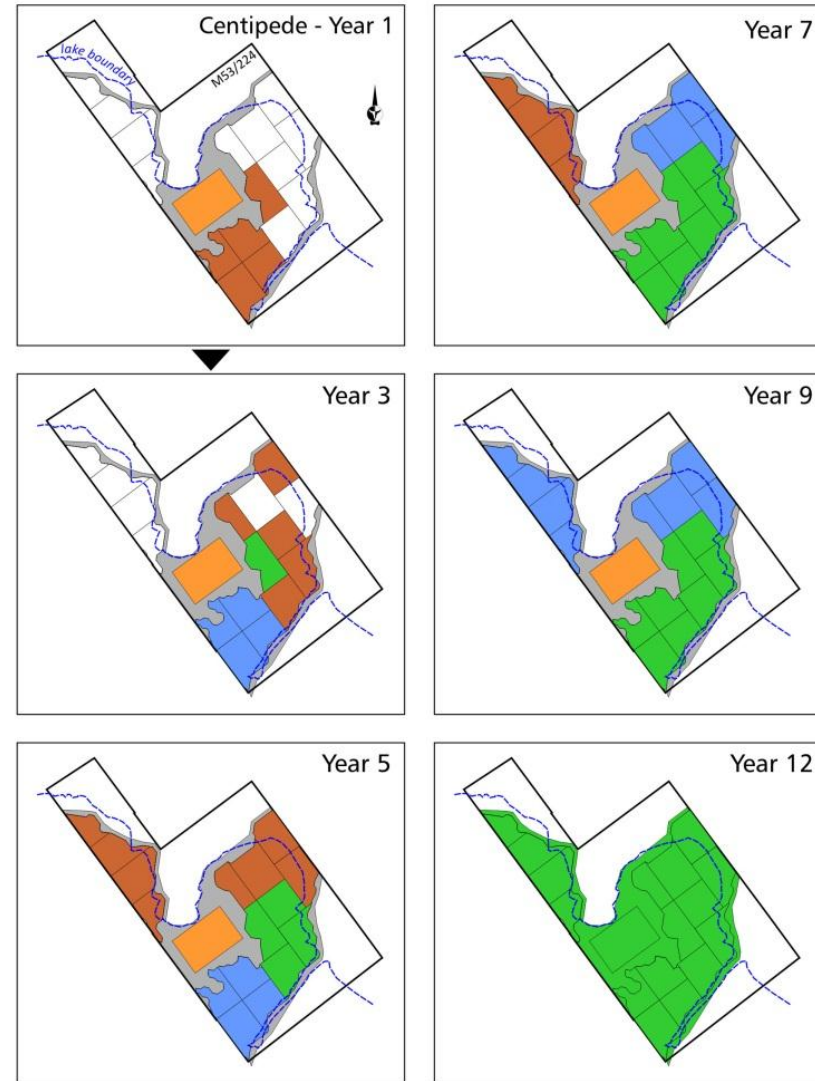 Centipede - Year 1
lake boundary
M53/224
Year 7
Year 3
Year 9
Year 5
Year 12